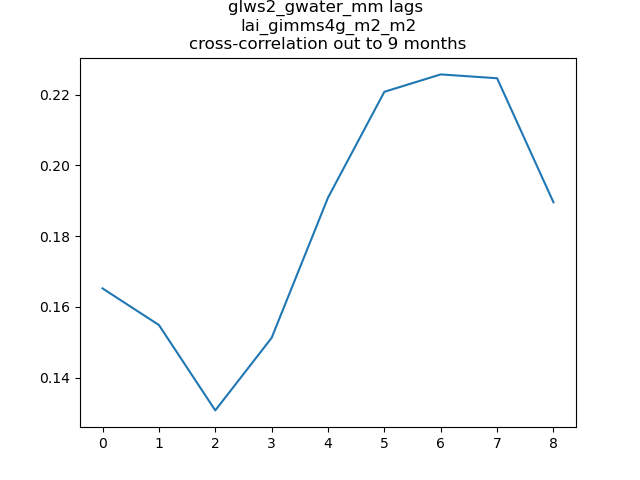 glws2_gwater_mm lags
lai_gimms4g_m2_m2
cross-correlation out to 9 months
0.22
0.20
0.18
0.16
0.14
0 1 2 3 4 5 6 7 8